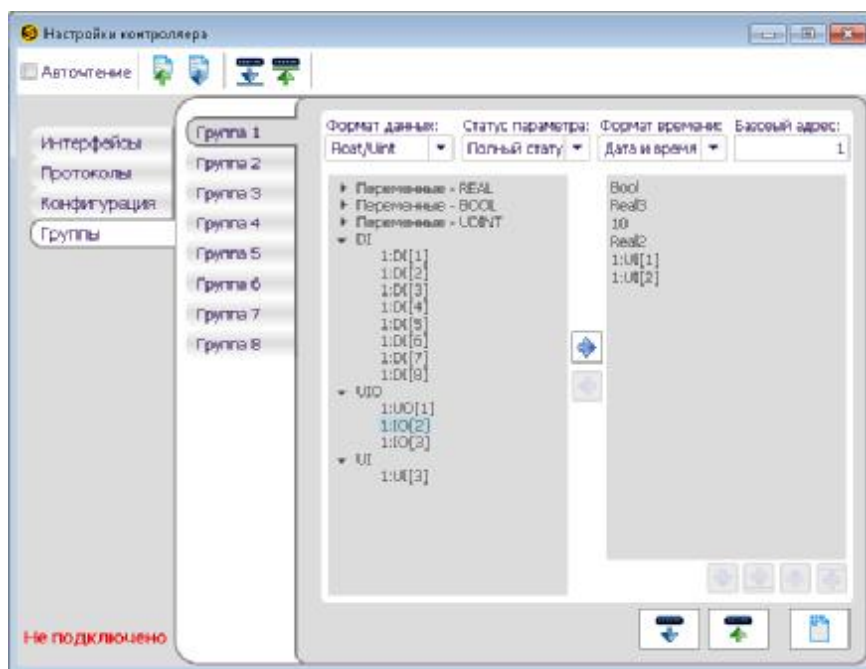 Настройки контроллера
Авточтение
Интерфейсы
Протоколы
Конфигурация
Группы
Группа 1
Группа 2
Группа 3
Группа 4
Группа 5
Группа 6
Группа 7
Группа 8
Формат данных: Статус параметра: Формат времени: Базовый адрес:
Float/Uint Полный стату Дата и время 1
Переменные - REAL
Переменные - BOOL
Переменные - UDINT
DI
1:DI[1]
1:DI[2]
1:DI[3]
1:DI[4]
1:DI[5]
1:DI[6]
1:DI[7]
1:DI[8]
UIO
1:UO[1]
1:IO[2]
1:IO[3]
UI
1:UI[3]
Bool
Real3
10
Real2
1:UI[1]
1:UI[2]
Не подключено